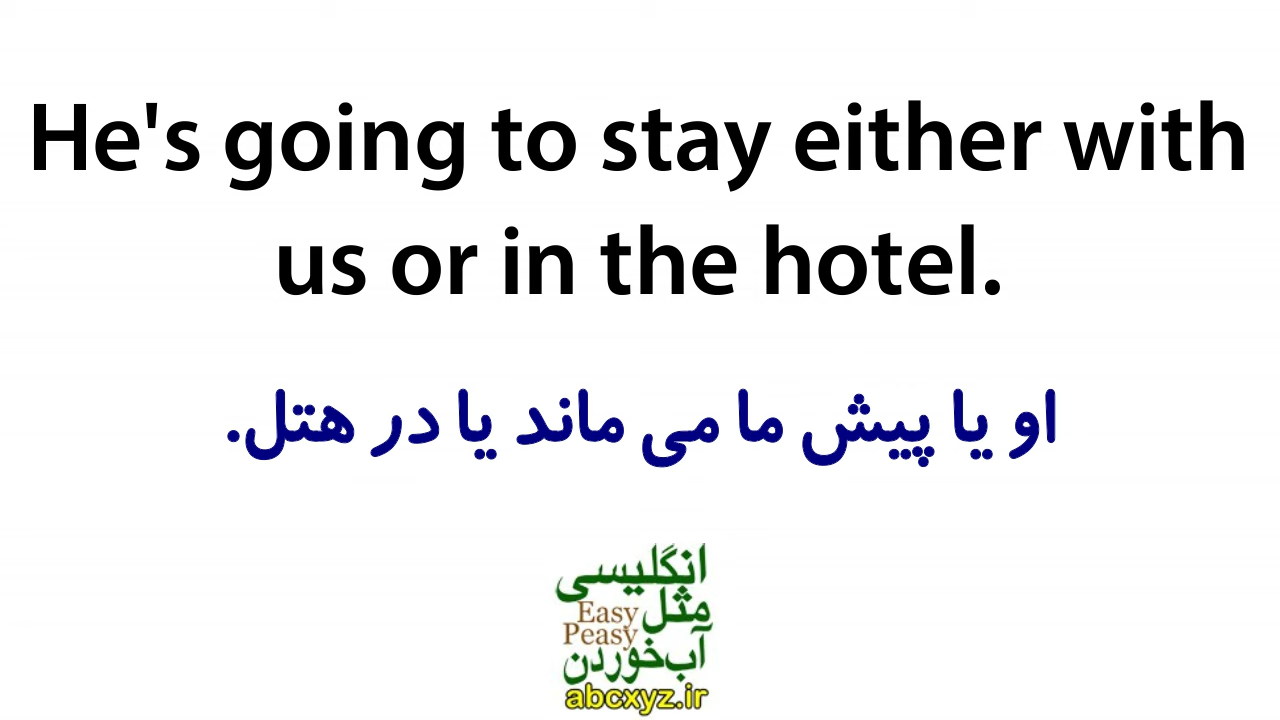 He's going to stay either with
us or in the hotel.
او یا پیش ما می ماند یا در هتل.
انگلیسی
مثل
Easy
Peasy
آب خوردن
abcxyz.ir